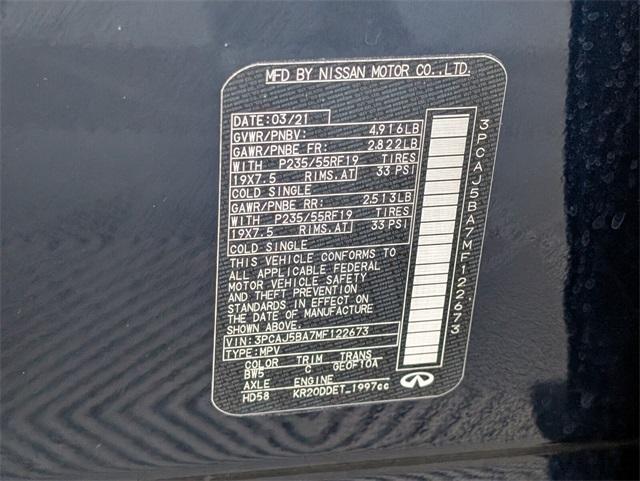 MFD BY NISSAN MOTOR CO.,LTD.
DATE:03/21
GVWR/PNBV: 4,916LB
GAWR/PNBE FR: 2,822LB
WITH P235/55RF19 TIRES
19X7.5 RIMS,AT 33 PSI
COLD SINGLE
GAWR/PNBE RR: 2,513LB
WITH P235/55RF19 TIRES
19X7.5 RIMS,AT 33 PSI
COLD SINGLE
THIS VEHICLE CONFORMS TO
ALL APPLICABLE FEDERAL
MOTOR VEHICLE SAFETY
AND THEFT PREVENTION
STANDARDS IN EFFECT ON
THE DATE OF MANUFACTURE
SHOWN ABOVE.
VIN: 3PCAJ5BA7MF122673
TYPE:MPV
COLOR TRIM TRANS
BW5 C GE0F10A
AXLE ENGINE
HD58 KR20DDET_1997cc
3PCAJ5BA7MF122673